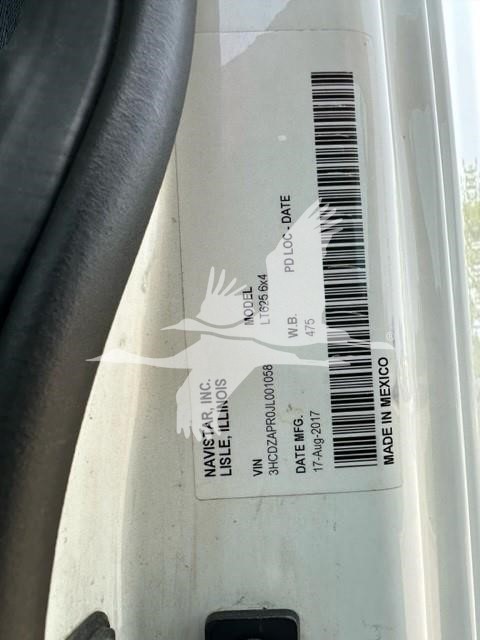 NAVISTAR, INC.
LISLE, ILLINOIS
MODEL
LT625 6x4
VIN
3HCDZAPR0JL001058
W.B.
475
PD LOC - DATE
DATE MFG.
17-Aug-2017
MADE IN MEXICO